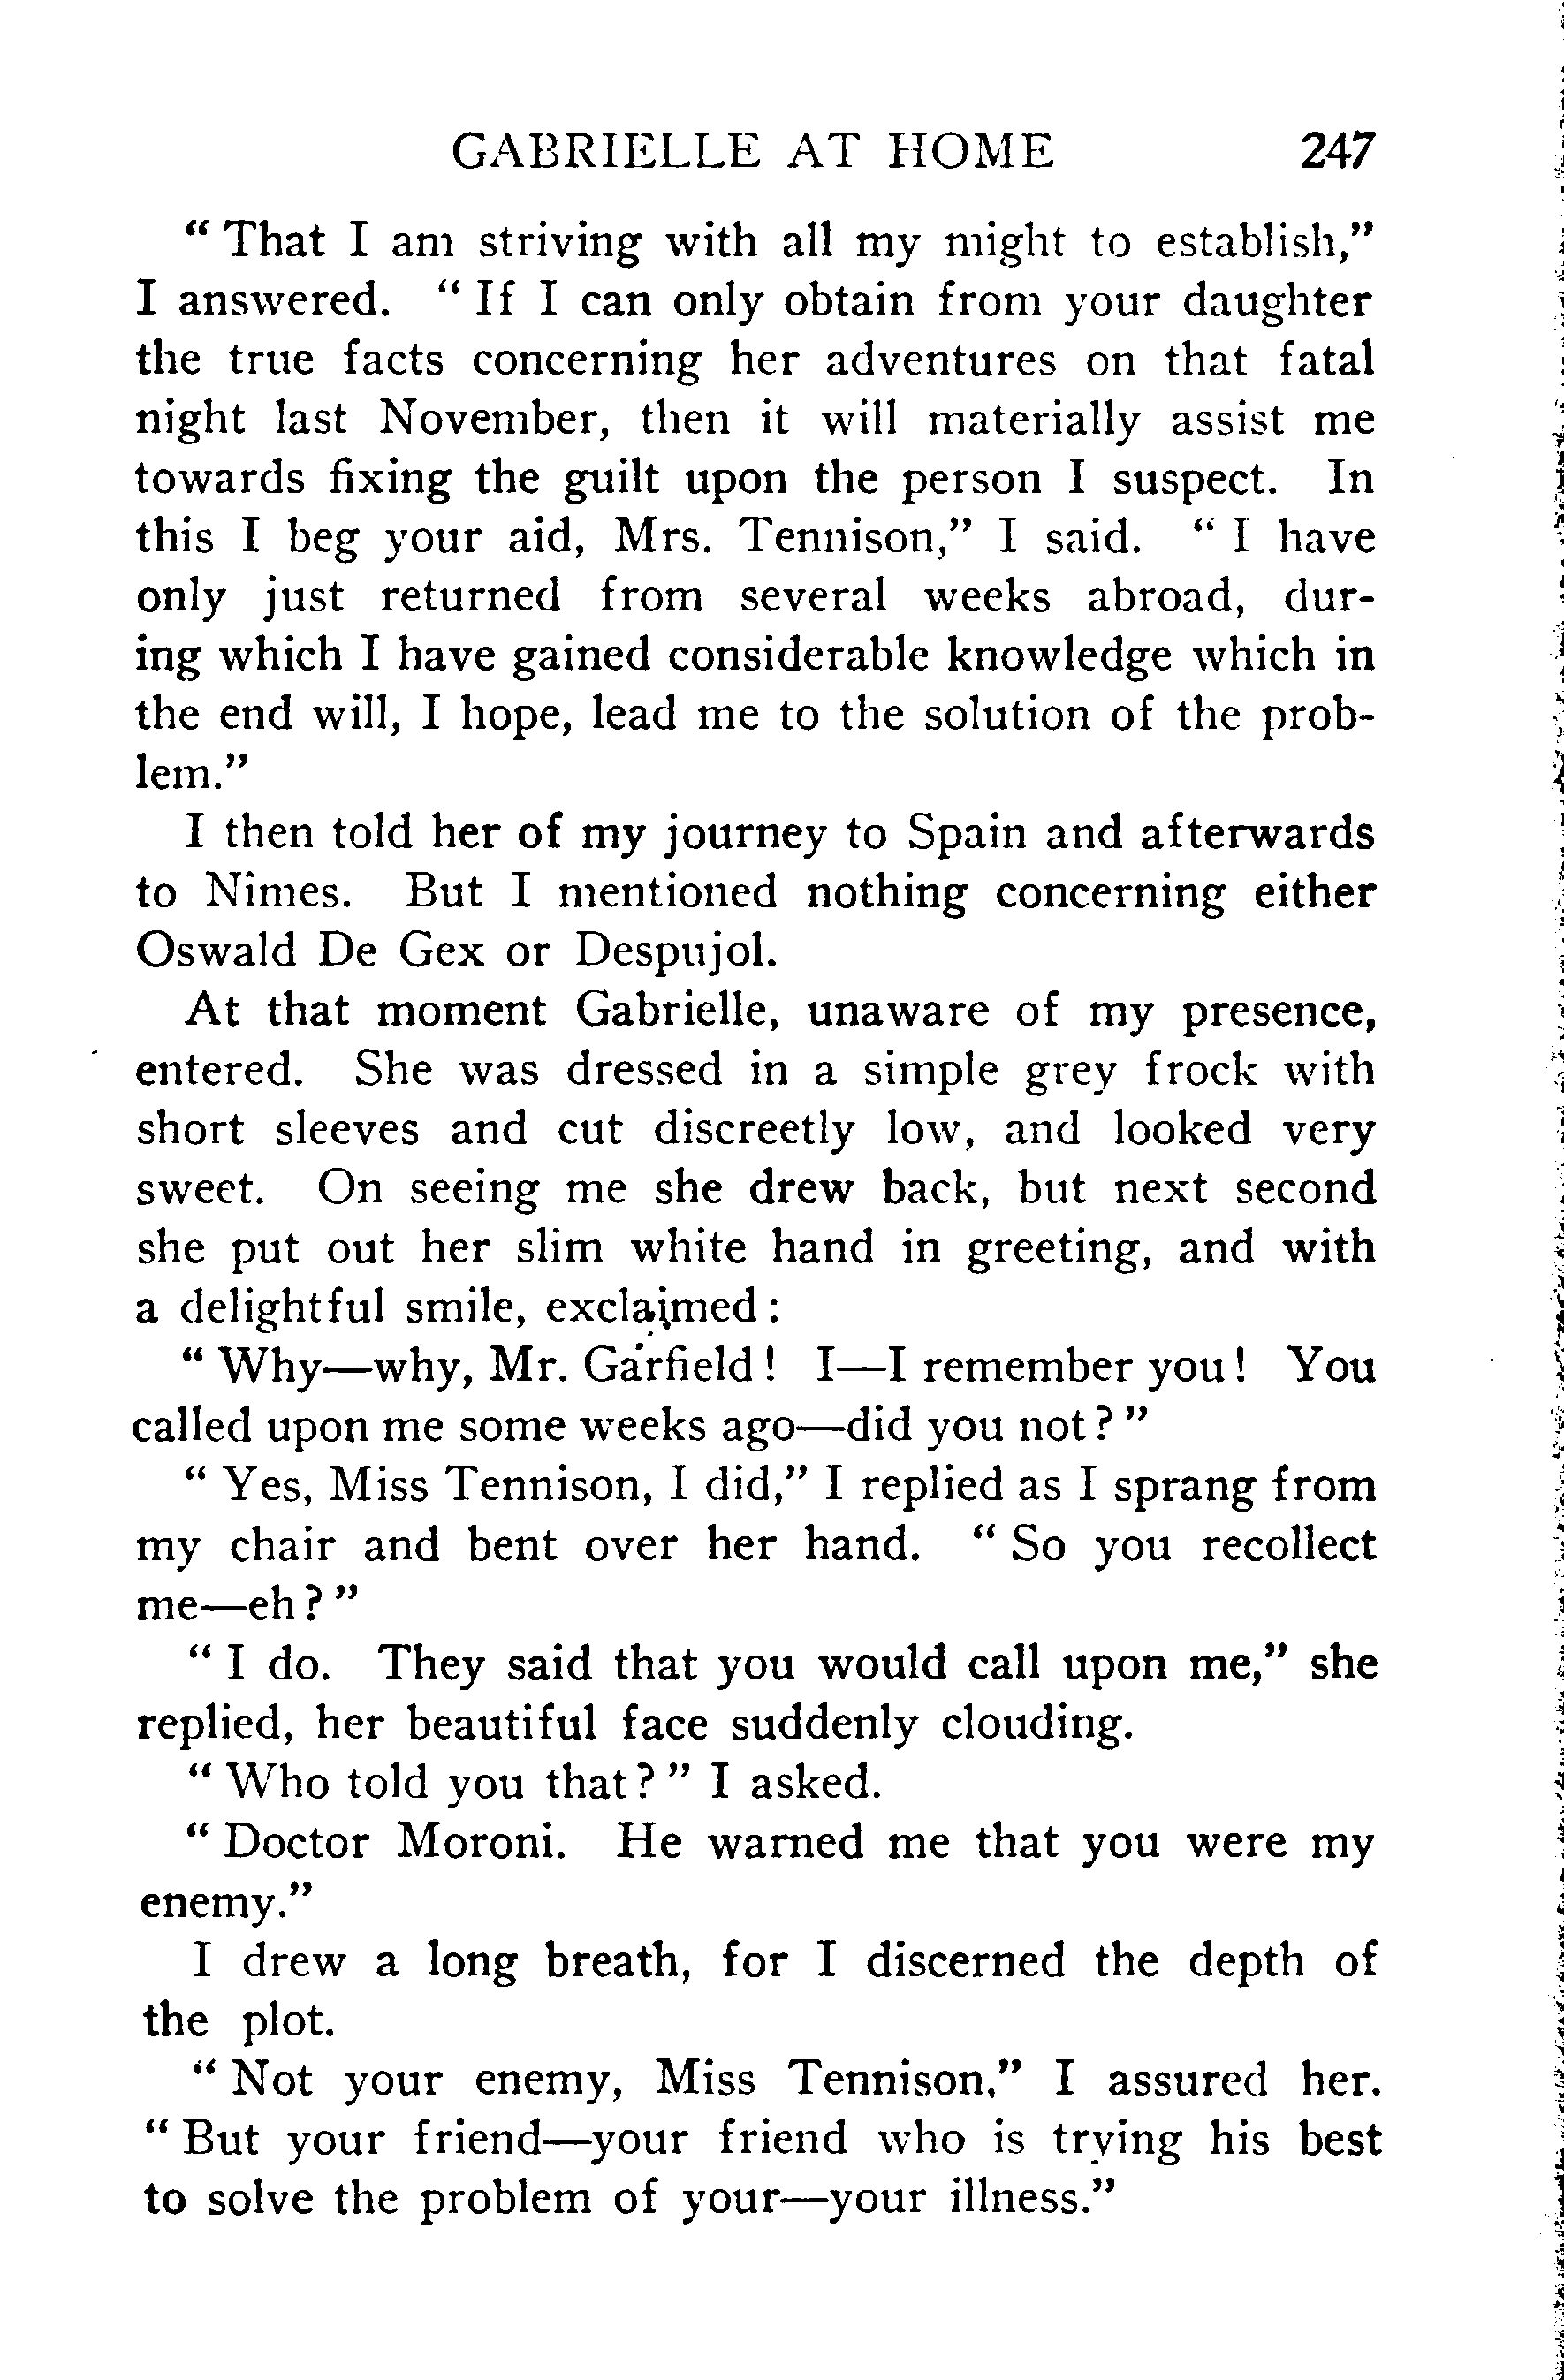 GABRIELLE AT HOME 247
“ That I am striving with all my might to establish,”
I answered. “ If I can only obtain from your daughter
the true facts concerning her adventures on that fatal
night last November, then it will materially assist me
towards fixing the guilt upon the person I suspect. In
this I beg your aid, Mrs. Tennison,” I said. “ I have
only just returned from several weeks abroad, dur-
ing which I have gained considerable knowledge which in
the end will, I hope, lead me to the solution of the prob-
lem.”
I then told her of my journey to Spain and afterwards
to Nimes. But I mentioned nothing concerning either
Oswald De Gex or Despujol.
At that moment Gabrielle, unaware of my presence,
entered. She was dressed in a simple grey frock with
short sleeves and cut discreetly low, and looked very
sweet. On seeing me she drew back, but next second
she put out her slim white hand in greeting, and with
a delightful smile, exclaimed :
“ Why—why, Mr. Garfield ! I—I remember you ! You
called upon me some weeks ago—did you not ? ”
“ Yes, Miss Tennison, I did,” I replied as I sprang from
my chair and bent over her hand. “ So you recollect
me—eh ? ”
“ I do. They said that you would call upon me,” she
replied, her beautiful face suddenly clouding.
“ Who told you that ? ” I asked.
“ Doctor Moroni. He warned me that you were my
enemy.”
I drew a long breath, for I discerned the depth of
the plot.
“ Not your enemy, Miss Tennison,” I assured her.
“ But your friend—your friend who is trying his best
to solve the problem of your—your illness.”